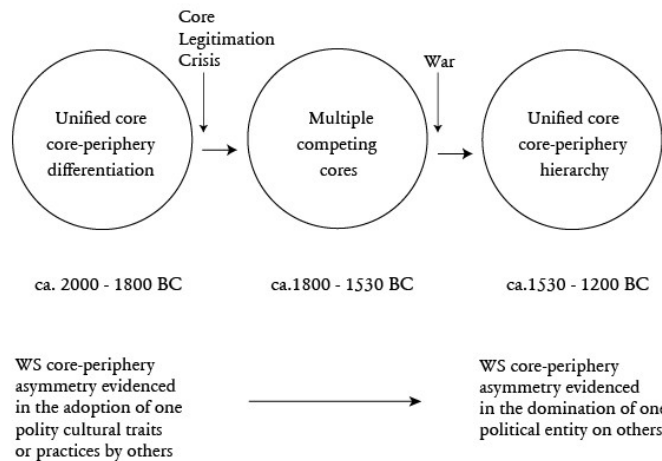 Core
Legitimation
Crisis
War
Unified core
core-periphery
differentiation
Multiple
competing
cores
Unified core
core-periphery
hierarchy
ca. 2000 - 1800 BC
ca.1800 - 1530 BC
ca.1530 - 1200 BC
WS core-periphery
asymmetry evidenced
in the adoption of one
polity cultural traits
or practices by others
WS core-periphery
asymmetry evidenced
in the domination of one
political entity on others